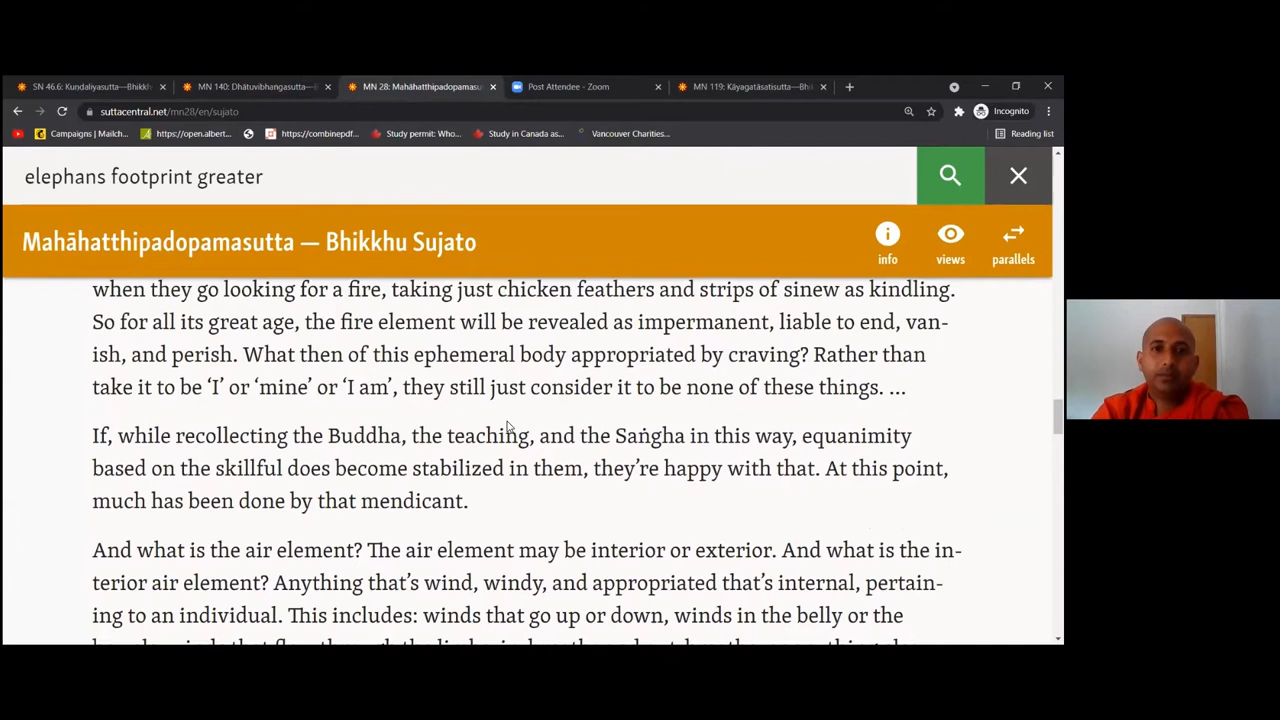 SN 46.6: Kuṇḍaliyasutta—Bhikkh
MN 140: Dhātuvibhaṅgasutta—
MN 28: Mahāhatthipadopamasu
Post Attendee - Zoom
MN 119: Kāyagatāsatisutta—Bhi
suttacentral.net/mn28/en/sujato
Incognito
Campaigns | Mailch...
https://open.albert...
https://combinepdf...
Study permit: Who...
Study in Canada as...
Vancouver Charities...
Reading list
elephans footprint greater
Mahāhatthipadopamasutta — Bhikkhu Sujato
info
views
parallels
when they go looking for a fire, taking just chicken feathers and strips of sinew as kindling.
So for all its great age, the fire element will be revealed as impermanent, liable to end, van-
ish, and perish. What then of this ephemeral body appropriated by craving? Rather than
take it to be ‘I’ or ‘mine’ or ‘I am’, they still just consider it to be none of these things. …
If, while recollecting the Buddha, the teaching, and the Saṅgha in this way, equanimity
based on the skillful does become stabilized in them, they’re happy with that. At this point,
much has been done by that mendicant.
And what is the air element? The air element may be interior or exterior. And what is the in-
terior air element? Anything that’s wind, windy, and appropriated that’s internal, pertain-
ing to an individual. This includes: winds that go up or down, winds in the belly or the